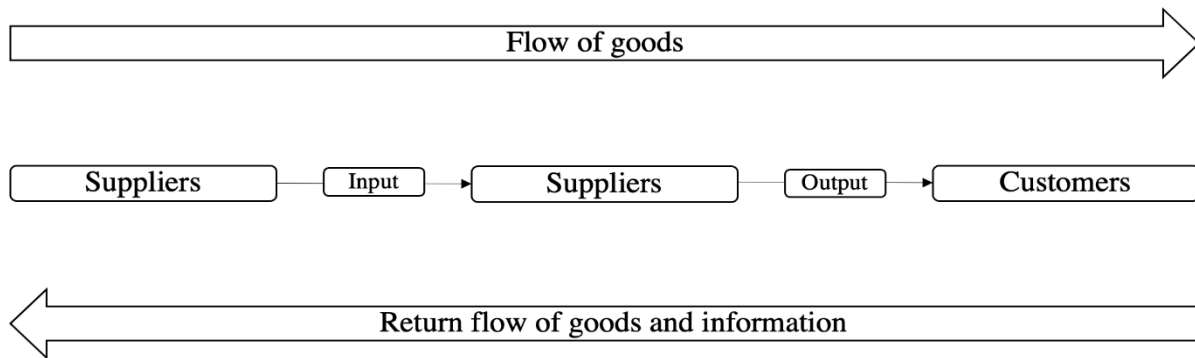 Flow of goods
Suppliers
Input
Suppliers
Output
Customers
Return flow of goods and information